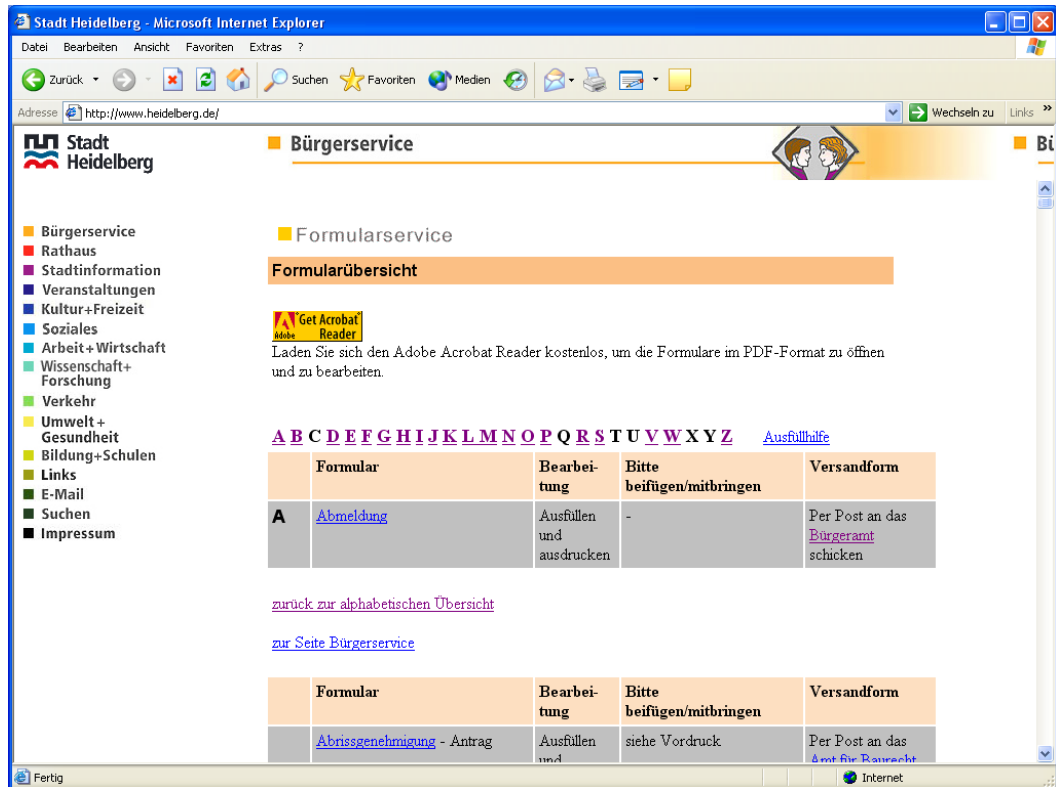 Stadt Heidelberg - Microsoft Internet Explorer
Datei Bearbeiten Ansicht Favoriten Extras ?
Zurück Suchen Favoriten Medien
Adresse http://www.heidelberg.de/ Wechseln zu Links »
Stadt
Heidelberg
Bürgerservice
Bü
Bürgerservice
Rathaus
Stadtinformation
Veranstaltungen
Kultur+Freizeit
Soziales
Arbeit+Wirtschaft
Wissenschaft+
Forschung
Verkehr
Umwelt+
Gesundheit
Bildung+Schulen
Links
E-Mail
Suchen
Impressum
Formularservice
Formularübersicht
Get Acrobat
Adobe Reader
Laden Sie sich den Adobe Acrobat Reader kostenlos, um die Formulare im PDF-Format zu öffnen
und zu bearbeiten.
A B C D E F G H I J K L M N O P Q R S T U V W X Y Z Ausfüllhilfe
Formular Bearbei- Bitte Versandform
tung beifügen/mitbringen
A Abmeldung Ausfüllen - Per Post an das
und Bürgeramt
ausdrucken schicken
zurück zur alphabetischen Übersicht
zur Seite Bürgerservice
Formular Bearbei- Bitte Versandform
tung beifügen/mitbringen
Abrissgenehmigung - Antrag Ausfüllen siehe Vordruck Per Post an das
und Amt für Baurecht
Fertig Internet